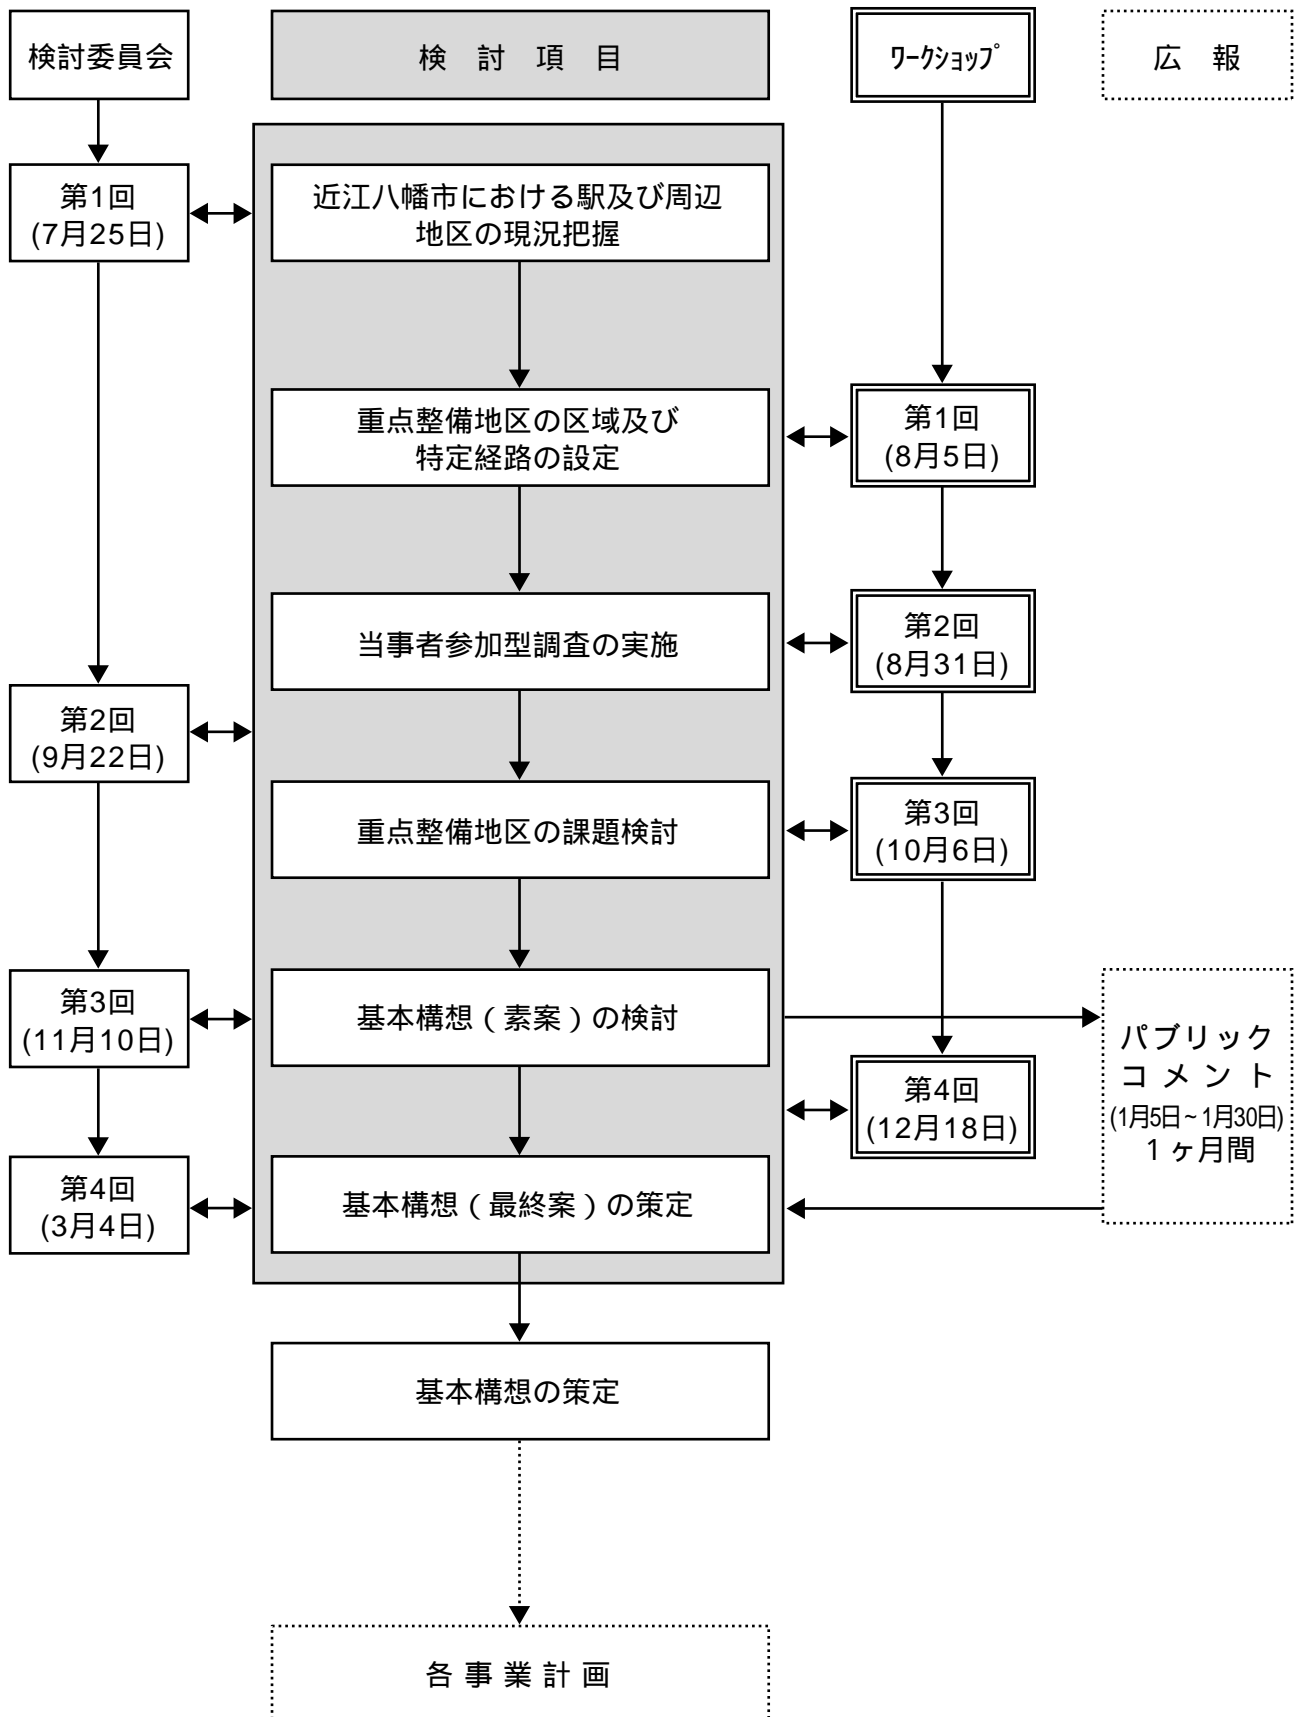 検討委員会
検 討 項 目
ワークショップ
広 報
第1回
(7月25日)
近江八幡市における駅及び周辺
地区の現況把握
重点整備地区の区域及び
特定経路の設定
第1回
(8月5日)
当事者参加型調査の実施
第2回
(8月31日)
第2回
(9月22日)
重点整備地区の課題検討
第3回
(10月6日)
第3回
(11月10日)
基本構想（素案）の検討
パブリック
コメント
(1月5日~1月30日)
1ヶ月間
第4回
(12月18日)
第4回
(3月4日)
基本構想（最終案）の策定
基本構想の策定
各事業計画